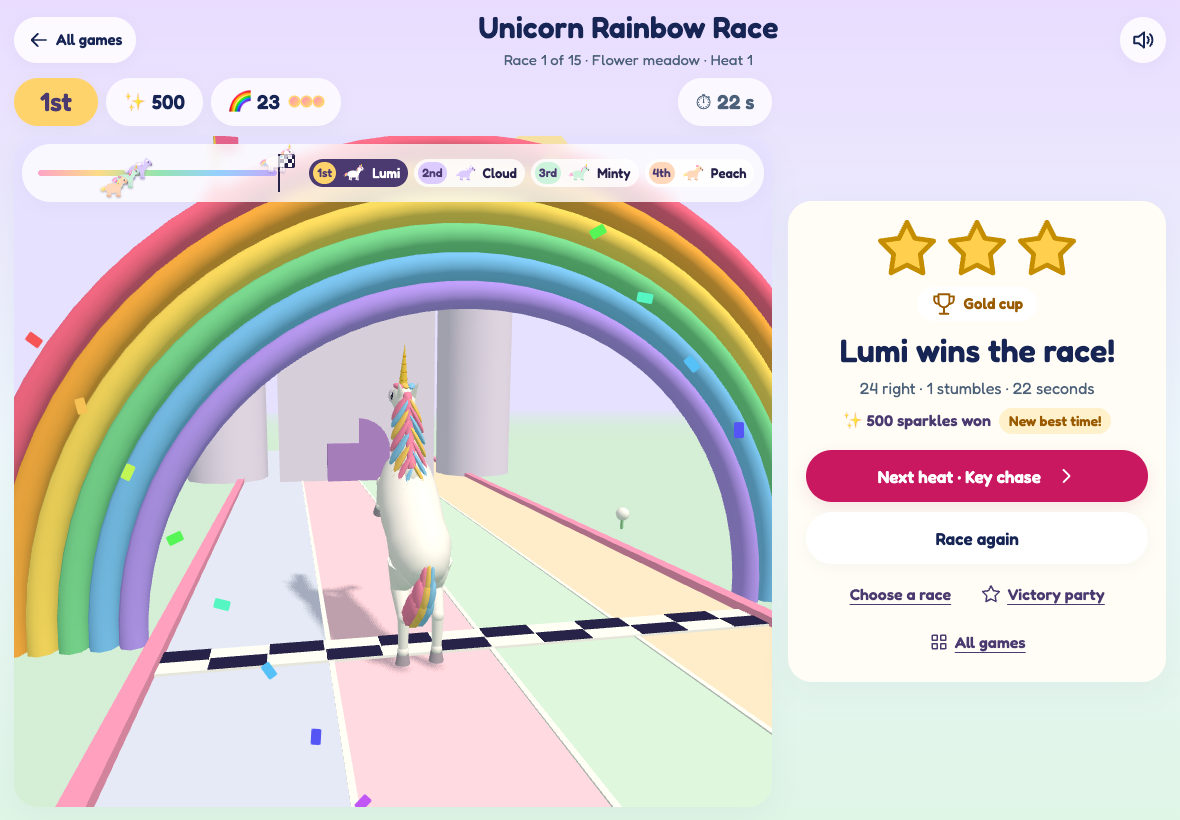 All games
Unicorn Rainbow Race
Race 1 of 15 · Flower meadow · Heat 1
1st
500
23
22 s
1st Lumi
2nd Cloud
3rd Minty
4th Peach
Gold cup
Lumi wins the race!
24 right · 1 stumbles · 22 seconds
500 sparkles won New best time!
Next heat · Key chase
Race again
Choose a race
Victory party
All games